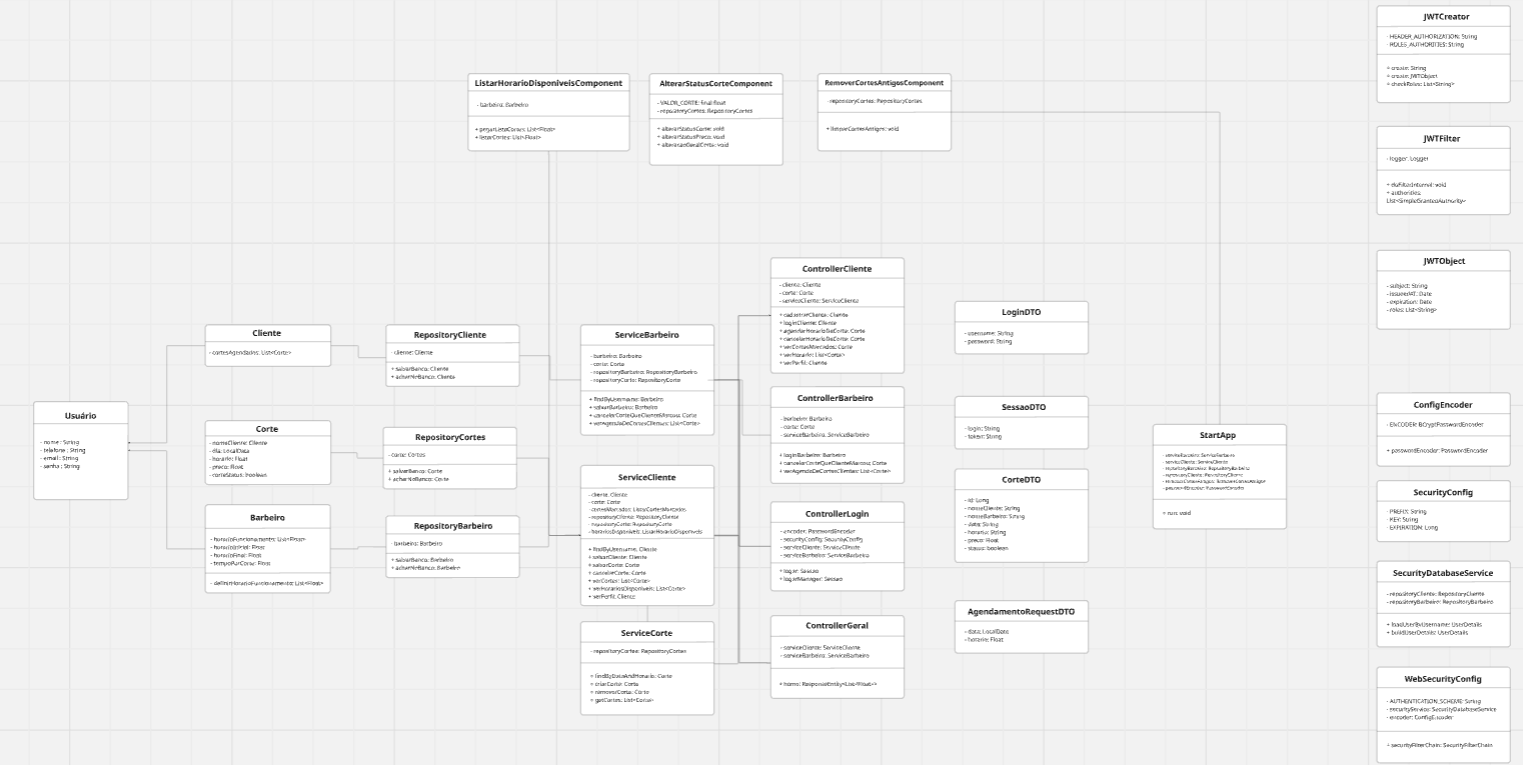 JWTCreator
- HEADER_AUTHORIZATION: String
- ROLES_AUTHORITIES: String
+ create: String
+ create: JWTObject
+ checkRoles: List<String>
ListarHorarioDisponiveisComponent
- barbeiro: Barbeiro
List<Float>
+ listarCortes: List<Float>
AlterarStatusCorteComponent
- VALOR_CORTE: final float
- repositoryCortes: RepositoryCortes
+ alterarStatusCorte: void
+ alterarStatusPreco: void
+ alteracaoGeralCorte: void
RemoverCortesAntigosComponent
- repositoryCortes: RepositoryCortes
void
JWTFilter
- logger: Logger
+ doFilterInternal: void
+ authorities:
List<SimpleGrantedAuthority>
JWTObject
- subject: String
- issuedAT: Date
- expiration: Date
- roles: List<String>
Usuário
- nome: String
- telefone: String
- email: String
- senha: String
Cliente
- cortesAgendados: List<Corte>
Corte
- nomeCliente: Cliente
- dia: LocalData
- horario: Float
- preco: Float
- corteStatus: boolean
Barbeiro
- horarioFuncionamento: List<Float>
- horarioInicial: Float
- horarioFinal: Float
- tempoPorCorte: Float
- definirHorarioFuncionamento: List<Float>
RepositoryCliente
- cliente: Cliente
+ salvarBanco: Cliente
+ acharNoBanco: Cliente
RepositoryCortes
- corte: Cortes
+ salvarBanco: Corte
+ acharNoBanco: Corte
RepositoryBarbeiro
- barbeiro: Barbeiro
+ salvarBanco: Barbeiro
+ acharNoBanco: Barbeiro
ServiceBarbeiro
- barbeiro: Barbeiro
- corte: Corte
- repositoryBarbeiro: RepositoryBarbeiro
- repositoryCorte: RepositoryCorte
+ findByUsername: Barbeiro
+ salvarBarbeiro: Barbeiro
+ cancelarCorteQueClienteMarcou: Corte
+ verAgendaDeCortesClientes: List<Corte>
ServiceCliente
- cliente: Cliente
- corte: Corte
- cortesMarcados: ListarCortesMarcados
- repositoryCliente: RepositoryCliente
- repositoryCorte: RepositoryCorte
- horariosDisponiveis: ListarHorarioDisponiveis
+ findByUsername: Cliente
+ salvarCliente: Cliente
+ salvarCorte: Corte
+ cancelarCorte: Corte
+ verCortes: List<Corte>
+ verHorariosDisponiveis: List<Corte>
+ verPerfil: Cliente
ServiceCorte
- repositoryCortes: RepositoryCortes
+ findByDataAndHorario: Corte
+ criarCorte: Corte
+ removerCorte: Corte
+ getCortes: List<Corte>
ControllerCliente
- cliente: Cliente
- corte: Corte
- serviceCliente: ServiceCliente
+ cadastrarCliente: Cliente
+ loginCliente: Cliente
+ agendarHorarioDeCorte: Corte
+ cancelarHorarioDeCorte: Corte
+ verCortesMarcados: Corte
+ verHorario: List<Corte>
+ verPerfil: Cliente
ControllerBarbeiro
- barbeiro: Barbeiro
- corte: Corte
- serviceBarbeiro: ServiceBarbeiro
+ loginBarbeiro: Barbeiro
+ cancelarCorteQueClienteMarcou: Corte
+ verAgendaDeCortesClientes: List<Corte>
ControllerLogin
- encoder: PasswordEncoder
- securityConfig: SecurityConfig
- serviceCliente: ServiceCliente
- serviceBarbeiro: ServiceBarbeiro
+ logar: Sessao
+ loginManager: Sessao
ControllerGeral
- serviceCliente: ServiceCliente
- serviceBarbeiro: ServiceBarbeiro
+ home: ResponseEntity<List<Float>>
LoginDTO
- username: String
- password: String
SessaoDTO
- login: String
- token: String
CorteDTO
- id: Long
- nomeCliente: String
- nomeBarbeiro: String
- data: String
- horario: String
- preco: Float
- status: boolean
AgendamentoRequestDTO
- data: LocalDate
- horario: Float
StartApp
- serviceBarbeiro: ServiceBarbeiro
- serviceCliente: ServiceCliente
- repositoryBarbeiro: RepositoryBarbeiro
- repositoryCliente: RepositoryCliente
- passwordEncoder: PasswordEncoder
+ run: void
ConfigEncoder
- ENCODER: BCryptPasswordEncoder
+ passwordEncoder: PasswordEncoder
SecurityConfig
- PREFIX: String
- KEY: String
- EXPIRATION: Long
SecurityDatabaseService
- repositoryCliente: RepositoryCliente
- repositoryBarbeiro: RepositoryBarbeiro
+ loadUserByUsername: UserDetails
+ buildUserDetails: UserDetails
WebSecurityConfig
- AUTHENTICATION_SCHEME: String
- securityService: SecurityDatabaseService
- encoder: ConfigEncoder
+ securityFilterChain: SecurityFilterChain